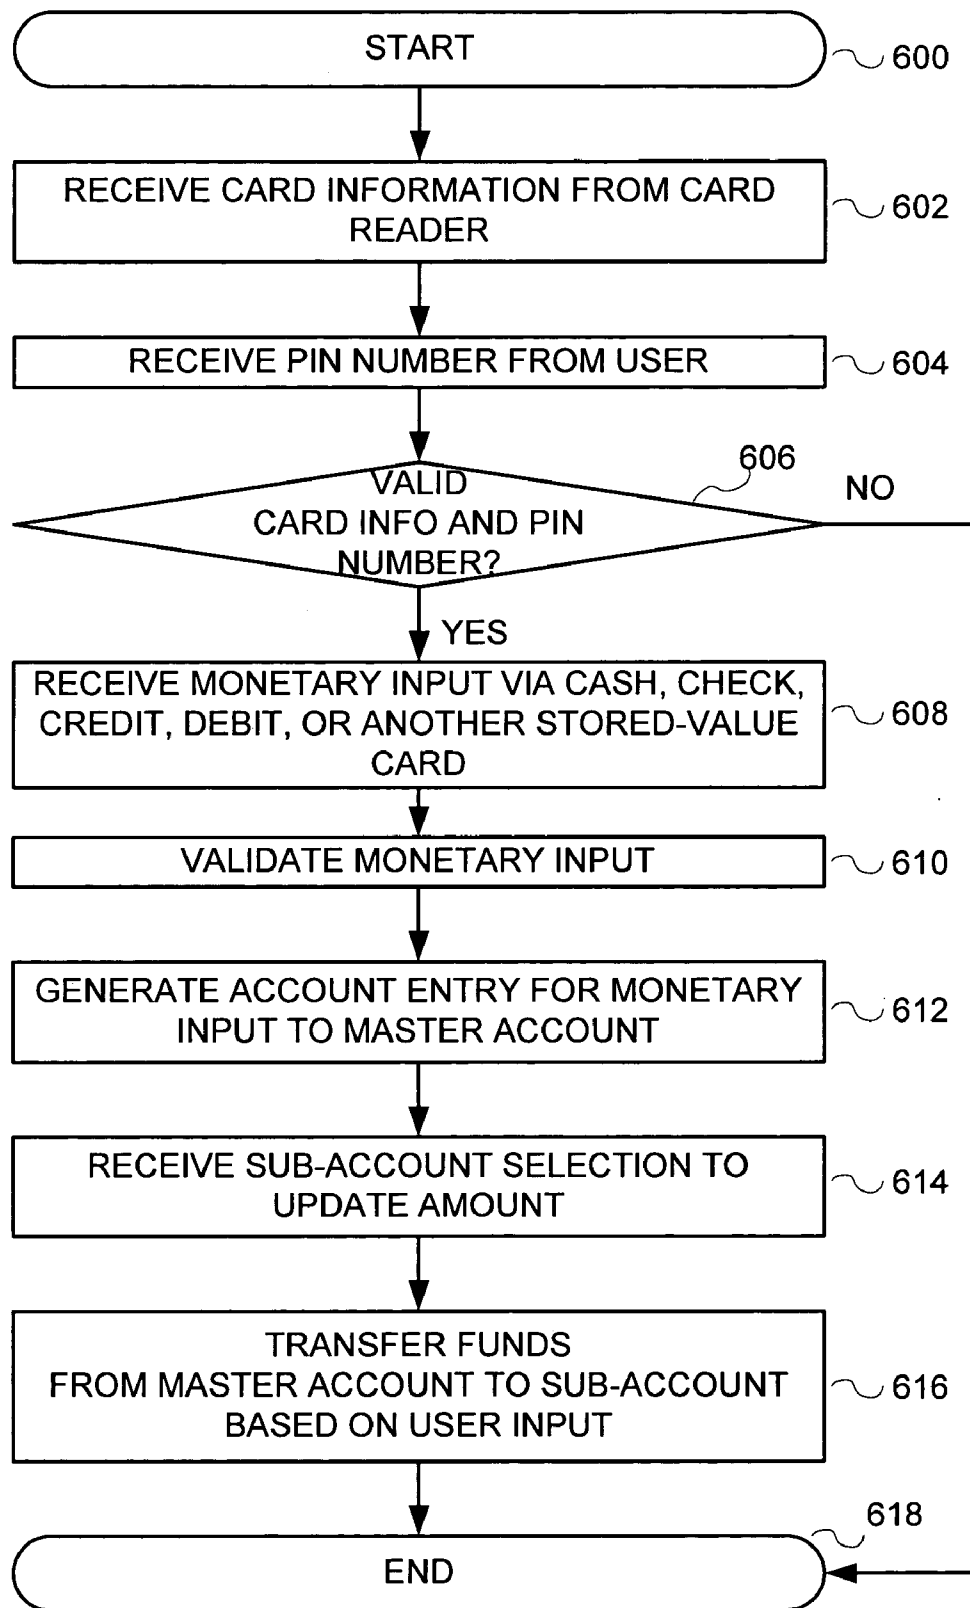 START
600
RECEIVE CARD INFORMATION FROM CARD
READER
602
RECEIVE PIN NUMBER FROM USER
604
606
VALID
CARD INFO AND PIN
NUMBER?
NO
YES
RECEIVE MONETARY INPUT VIA CASH, CHECK,
CREDIT, DEBIT, OR ANOTHER STORED-VALUE
CARD
608
VALIDATE MONETARY INPUT
610
GENERATE ACCOUNT ENTRY FOR MONETARY
INPUT TO MASTER ACCOUNT
612
RECEIVE SUB-ACCOUNT SELECTION TO
UPDATE AMOUNT
614
TRANSFER FUNDS
FROM MASTER ACCOUNT TO SUB-ACCOUNT
BASED ON USER INPUT
616
618
END